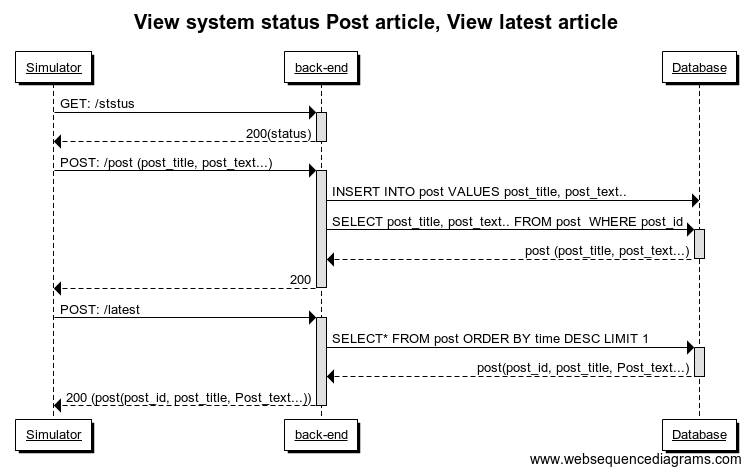 View system status Post article, View latest article
Simulator
back-end
Database
GET: /ststus
200(status)
POST: /post (post_title, post_text...)
INSERT INTO post VALUES post_title, post_text..
SELECT post_title, post_text.. FROM post  WHERE post_id
post (post_title, post_text...)
200
POST: /latest
SELECT* FROM post ORDER BY time DESC LIMIT 1
post(post_id, post_title, Post_text...)
200 (post(post_id, post_title, Post_text...))
Simulator
back-end
Database
www.websequencediagrams.com